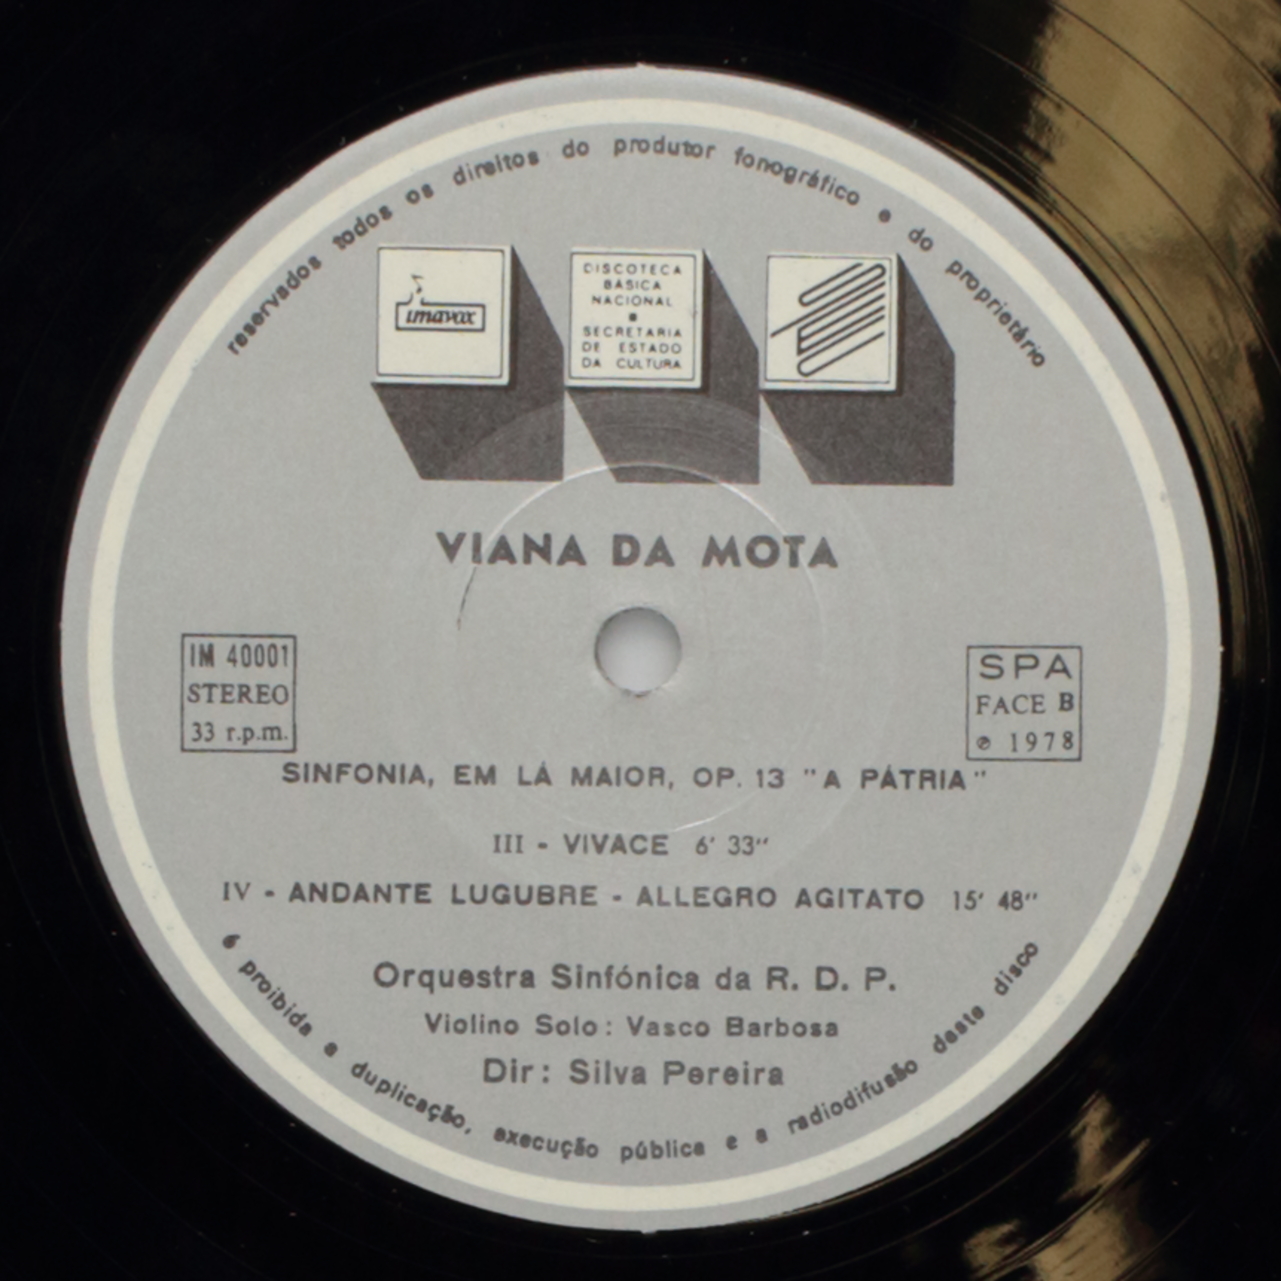 reservados todos os direitos do produtor fonográfico e do proprietário
imavox
DISCOTECA
BÁSICA
NACIONAL
SECRETARIA
DE ESTADO
DA CULTURA
VIANA DA MOTA
IM 40001
STEREO
33 r.p.m.
SPA
FACE B
℗ 1978
SINFONIA, EM LÁ MAIOR, OP. 13 "A PÁTRIA"
III - VIVACE 6' 33"
IV - ANDANTE LUGUBRE - ALLEGRO AGITATO 15' 48"
Orquestra Sinfónica da R. D. P.
Violino Solo: Vasco Barbosa
Dir: Silva Pereira
é proibida a duplicação, execução pública e a radiodifusão deste disco